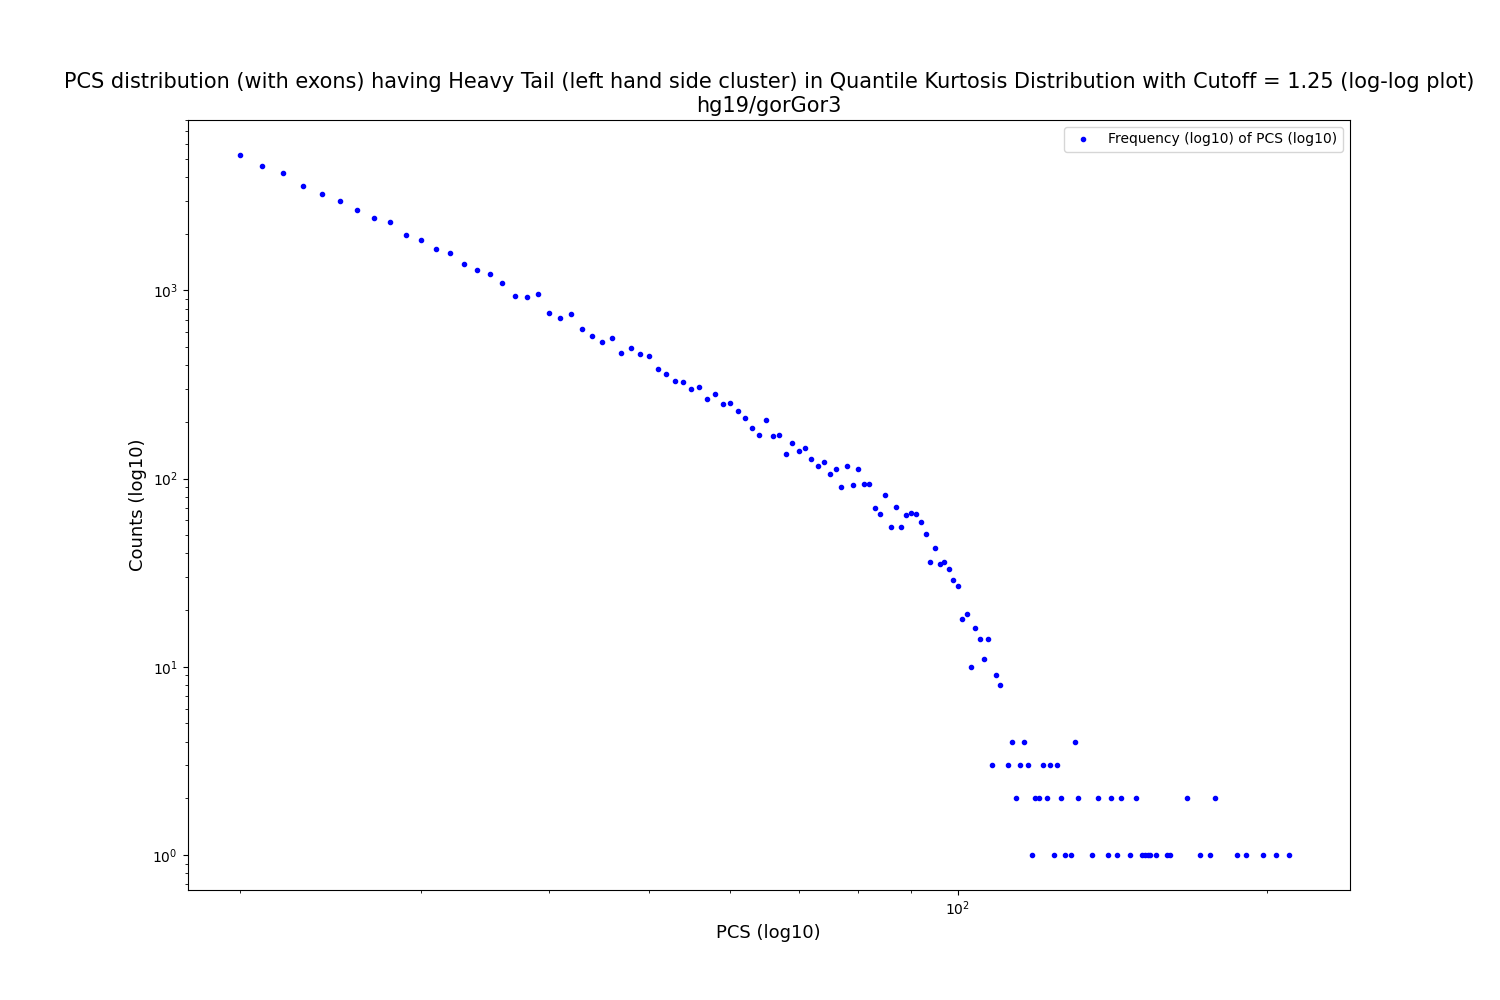 PCS distribution (with exons) having Heavy Tail (left hand side cluster) in Quantile Kurtosis Distribution with Cutoff = 1.25 (log-log plot)
hg19/gorGor3
Frequency (log10) of PCS (log10)
10³
10²
10¹
10⁰
Counts (log10)
10²
PCS (log10)